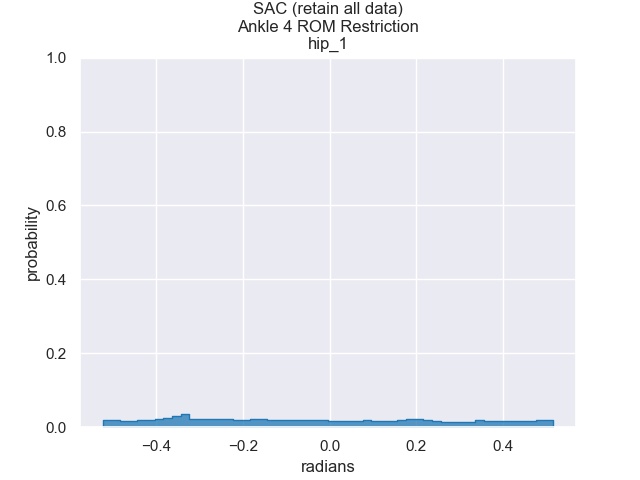 SAC (retain all data)
Ankle 4 ROM Restriction
hip_1
1.0
0.8
0.6
0.4
0.2
0.0
probability
−0.4 −0.2 0.0 0.2 0.4
radians